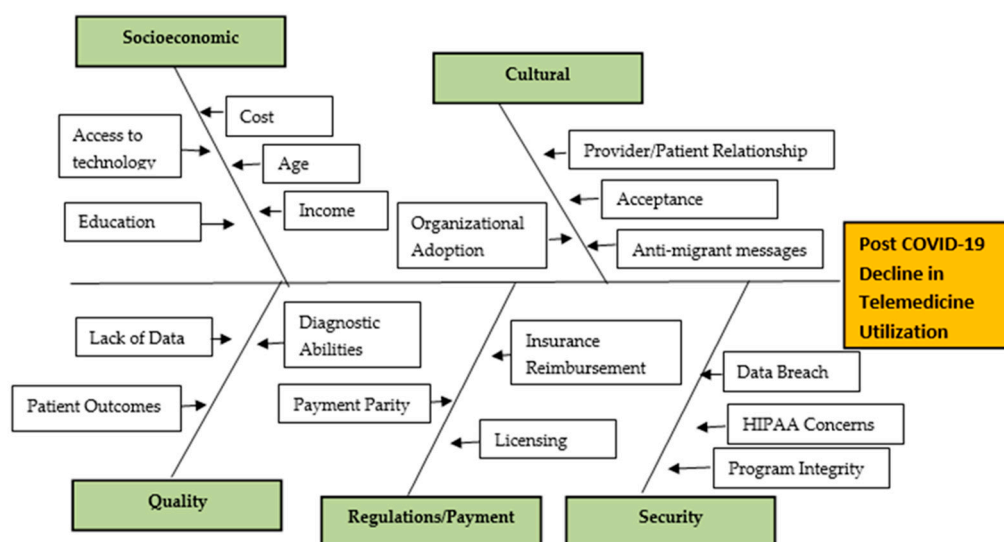 Socioeconomic
Cultural
Cost
Access to
technology
Age
Education
Income
Provider/Patient Relationship
Acceptance
Organizational
Adoption
Anti-migrant messages
Post COVID-19
Decline in
Telemedicine
Utilization
Lack of Data
Diagnostic
Abilities
Patient Outcomes
Insurance
Reimbursement
Payment Parity
Licensing
Data Breach
HIPAA Concerns
Program Integrity
Quality
Regulations/Payment
Security